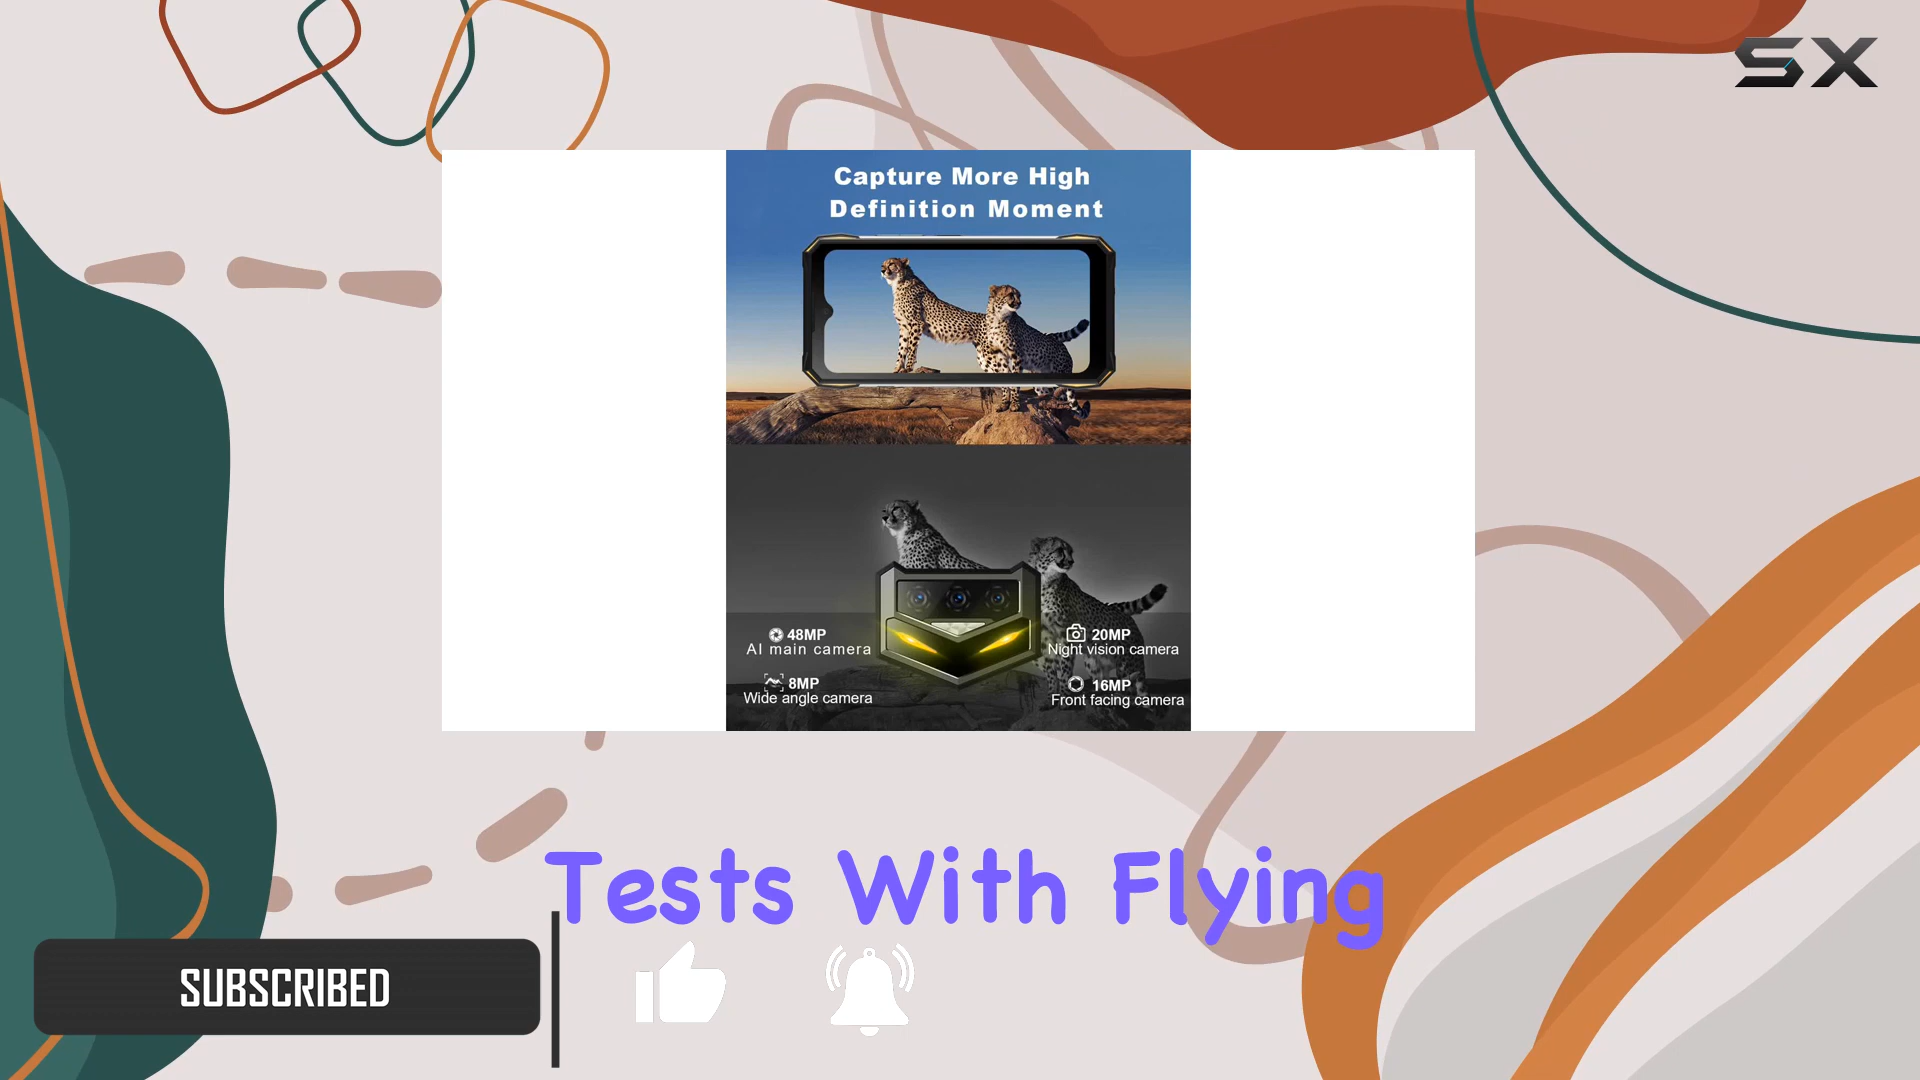 SX
Capture More High
Definition Moment
48MP
AI main camera
20MP
Night vision camera
8MP
Wide angle camera
16MP
Front facing camera
Tests With Flying
SUBSCRIBED